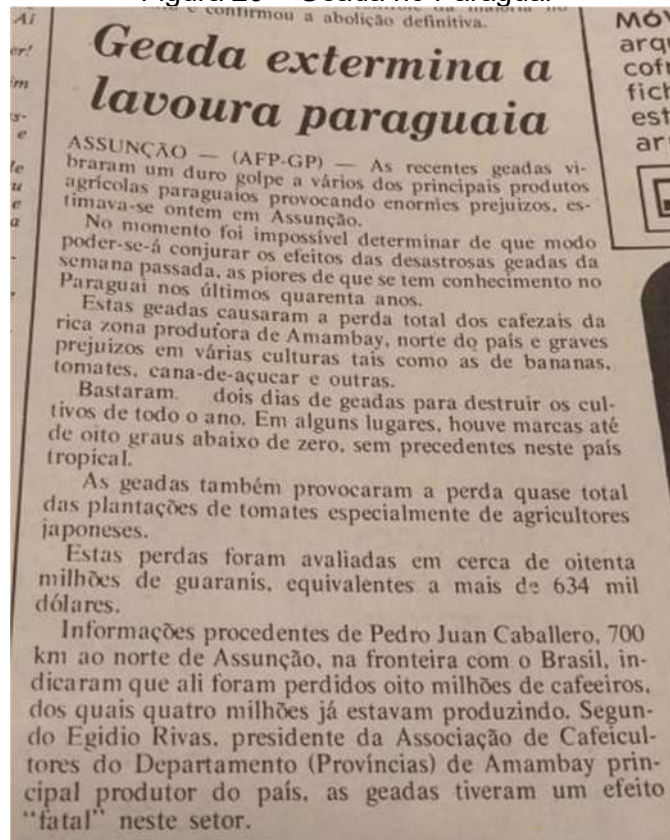 Figura 20 – Geada no Paraguai
e confirmou a abolição definitiva.
Geada extermina a
lavoura paraguaia
ASSUNÇÃO — (AFP-GP) — As recentes geadas vi-
braram um duro golpe a vários dos principais produtos
agrícolas paraguaios provocando enormes prejuizos, es-
timava-se ontem em Assunção.
No momento foi impossível determinar de que modo
poder-se-á conjurar os efeitos das desastrosas geadas da
semana passada, as piores de que se tem conhecimento no
Paraguai nos últimos quarenta anos.
Estas geadas causaram a perda total dos cafezais da
rica zona produtora de Amambay, norte do país e graves
prejuizos em várias culturas tais como as de bananas,
tomates, cana-de-açucar e outras.
Bastaram. dois dias de geadas para destruir os cul-
tivos de todo o ano. Em alguns lugares, houve marcas até
de oito graus abaixo de zero, sem precedentes neste país
tropical.
As geadas também provocaram a perda quase total
das plantações de tomates especialmente de agricultores
japoneses.
Estas perdas foram avaliadas em cerca de oitenta
milhões de guaranis, equivalentes a mais de 634 mil
dólares.
Informações procedentes de Pedro Juan Caballero, 700
km ao norte de Assunção, na fronteira com o Brasil, in-
dicaram que ali foram perdidos oito milhões de cafeeiros,
dos quais quatro milhões já estavam produzindo. Segun-
do Egidio Rivas, presidente da Associação de Cafeicul-
tores do Departamento (Províncias) de Amambay prin-
cipal produtor do país, as geadas tiveram um efeito
“fatal” neste setor.
MÓV
arqu
cofr
fich
est
ar